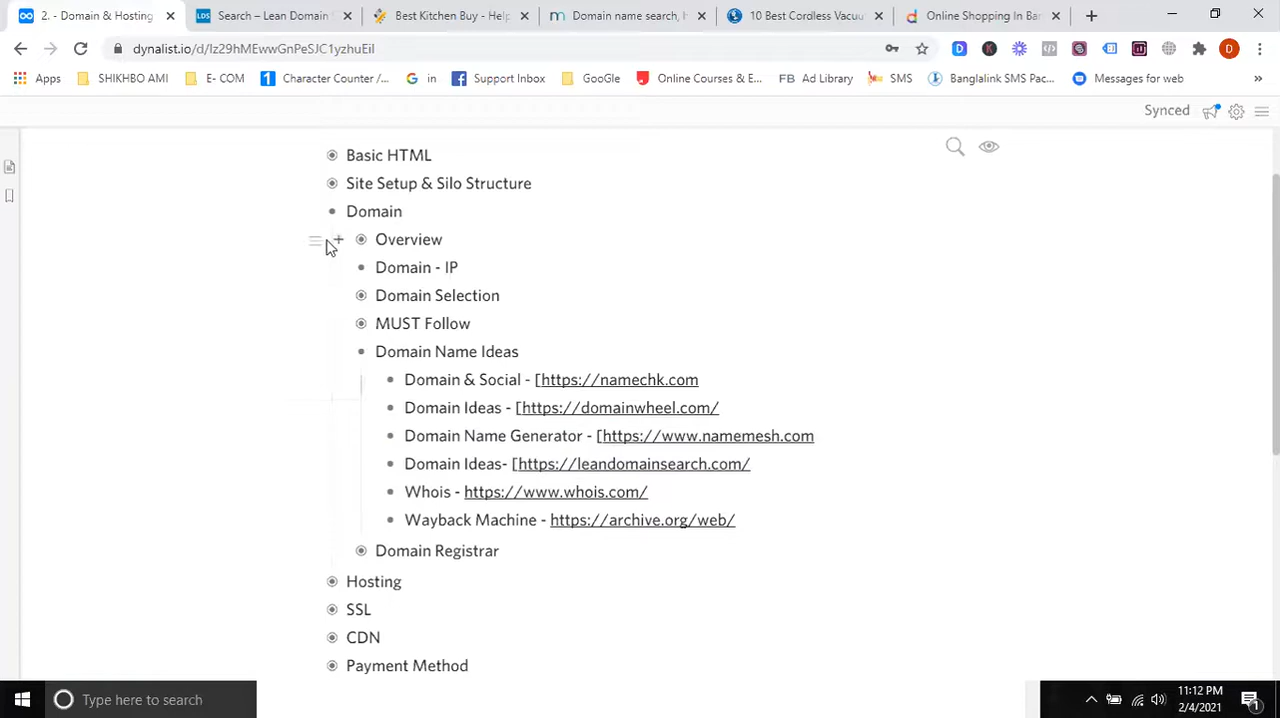 2. - Domain & Hosting
LDS Search – Lean Domain
Best Kitchen Buy - Help
Domain name search, h
10 Best Cordless Vacuu
Online Shopping In Ban
dynalist.io/d/Iz29hMEwwGnPeSJC1yzhuEil
D
Apps
SHIKHBO AMI
E- COM
1 Character Counter /...
in
Support Inbox
GooGle
Online Courses & E...
FB Ad Library
SMS
Banglalink SMS Pac...
Messages for web
»
Synced
Basic HTML
Site Setup & Silo Structure
Domain
Overview
Domain - IP
Domain Selection
MUST Follow
Domain Name Ideas
Domain & Social - [https://namechk.com
Domain Ideas - [https://domainwheel.com/
Domain Name Generator - [https://www.namemesh.com
Domain Ideas- [https://leandomainsearch.com/
Whois - https://www.whois.com/
Wayback Machine - https://archive.org/web/
Domain Registrar
Hosting
SSL
CDN
Payment Method
Type here to search
11:12 PM
2/4/2021